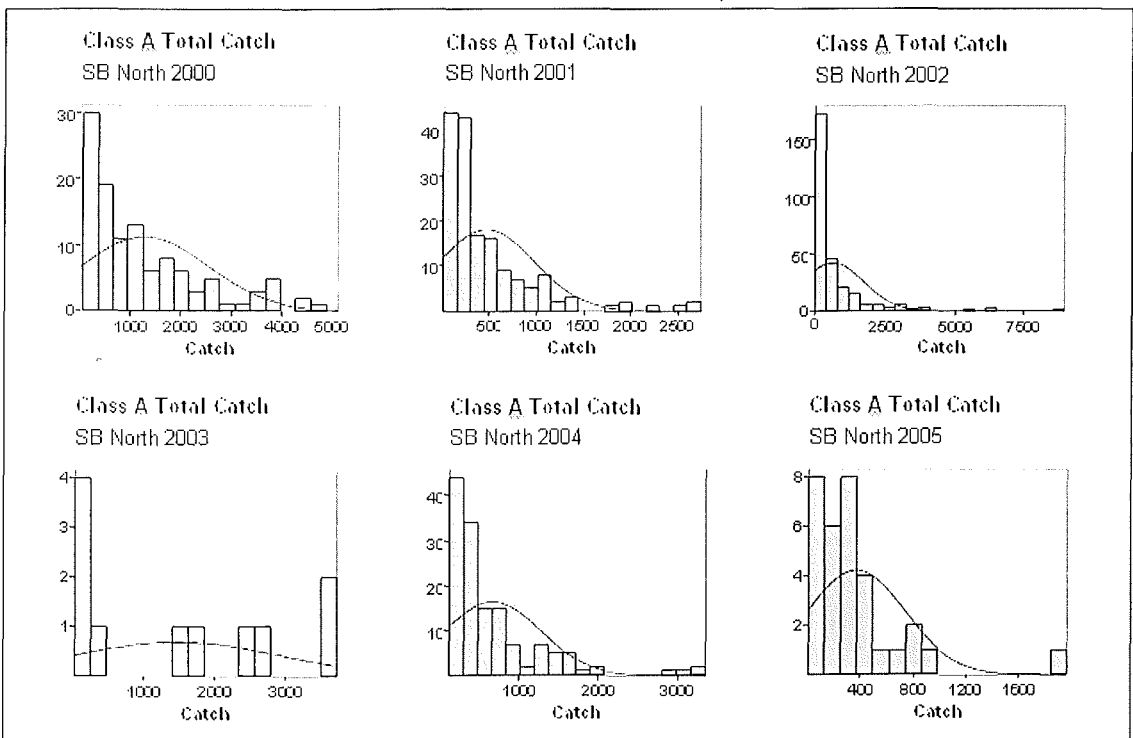 Class A Total Catch
SB North 2000
30
20
10
0
1000 2000 3000 4000 5000
Catch
Class A Total Catch
SB North 2001
40
30
20
10
500 1000 1500 2000 2500
Catch
Class A Total Catch
SB North 2002
150
100
50
0
0 2500 5000 7500
Catch
Class A Total Catch
SB North 2003
4
3
2
1
1000 2000 3000
Catch
Class A Total Catch
SB North 2004
40
30
20
10
1000 2000 3000
Catch
Class A Total Catch
SB North 2005
8
6
4
2
400 800 1200 1600
Catch